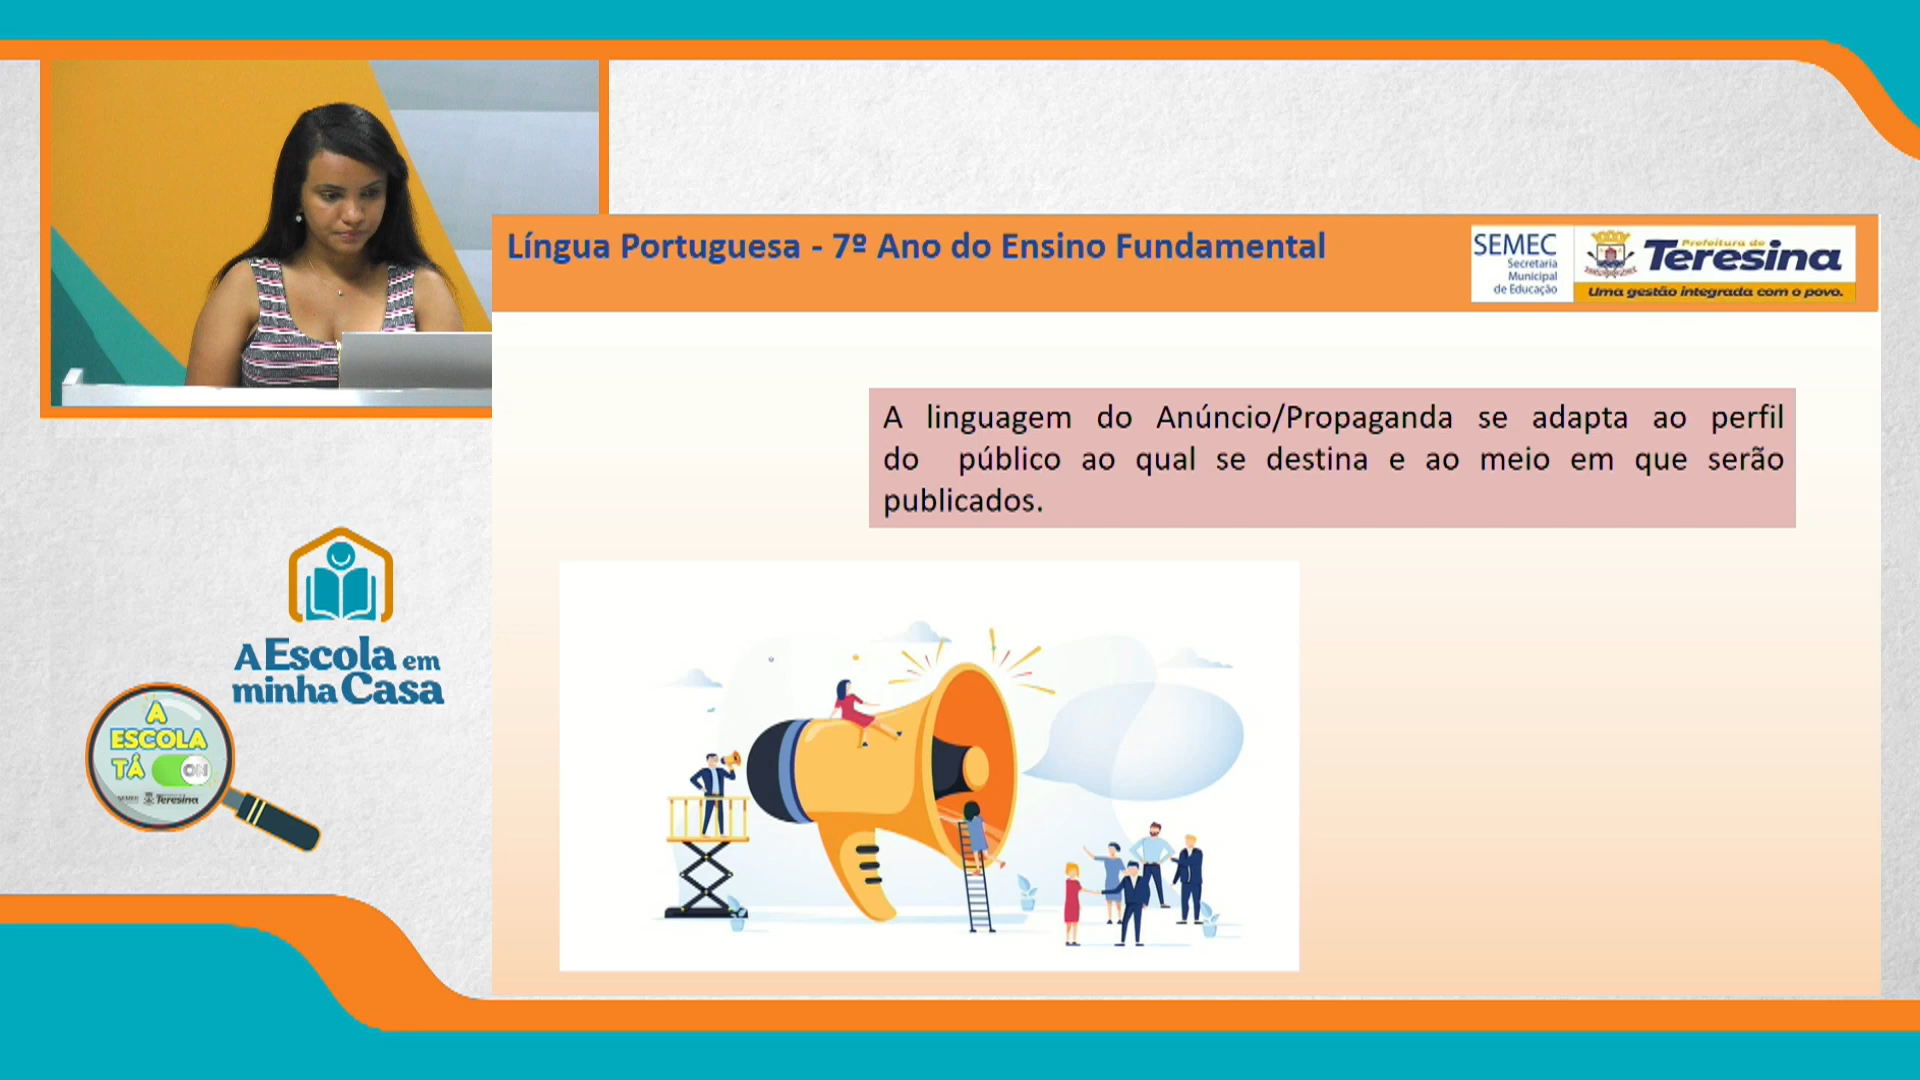 Língua Portuguesa - 7º Ano do Ensino Fundamental
SEMEC
Secretaria
Municipal
de Educação
Prefeitura de
Teresina
Uma gestão integrada com o povo.
A linguagem do Anúncio/Propaganda se adapta ao perfil
do público ao qual se destina e ao meio em que serão
publicados.
A Escola em
minha Casa
A
ESCOLA
TÁ ON
SEMEC Teresina